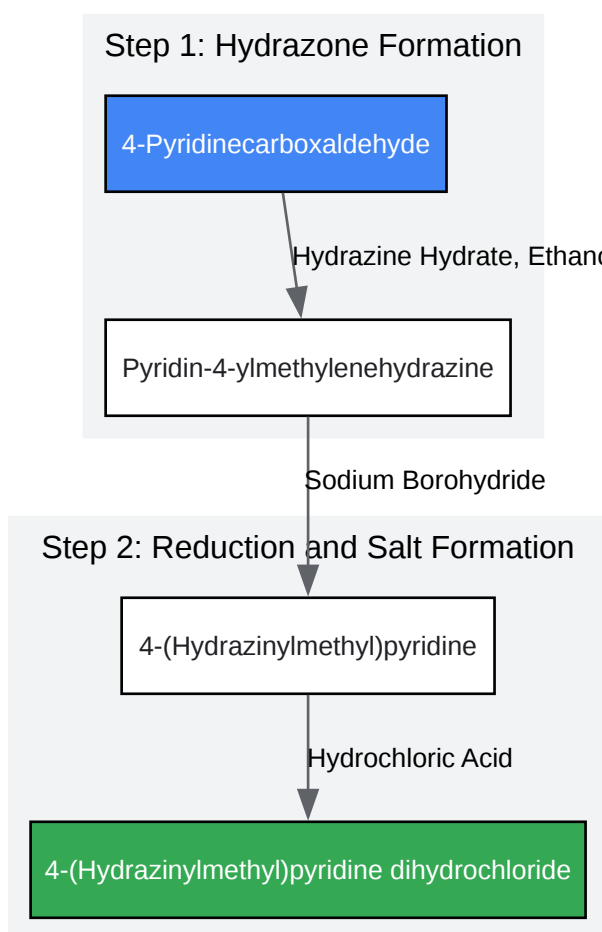 Step 1: Hydrazone Formation
4-Pyridinecarboxaldehyde
Hydrazine Hydrate, Ethano
Pyridin-4-ylmethylenehydrazine
Sodium Borohydride
Step 2: Reduction and Salt Formation
4-(Hydrazinylmethyl)pyridine
Hydrochloric Acid
4-(Hydrazinylmethyl)pyridine dihydrochloride